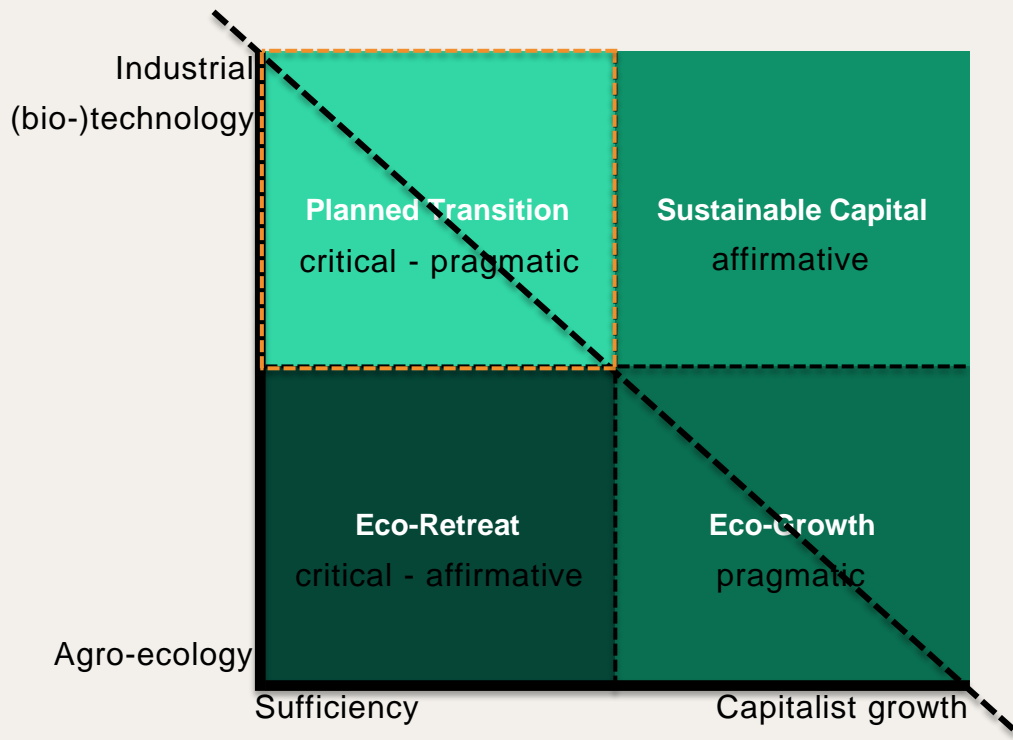 Industrial
(bio-)technology
Planned Transition
critical - pragmatic
Sustainable Capital
affirmative
Eco-Retreat
critical - affirmative
Eco-Growth
pragmatic
Agro-ecology
Sufficiency
Capitalist growth